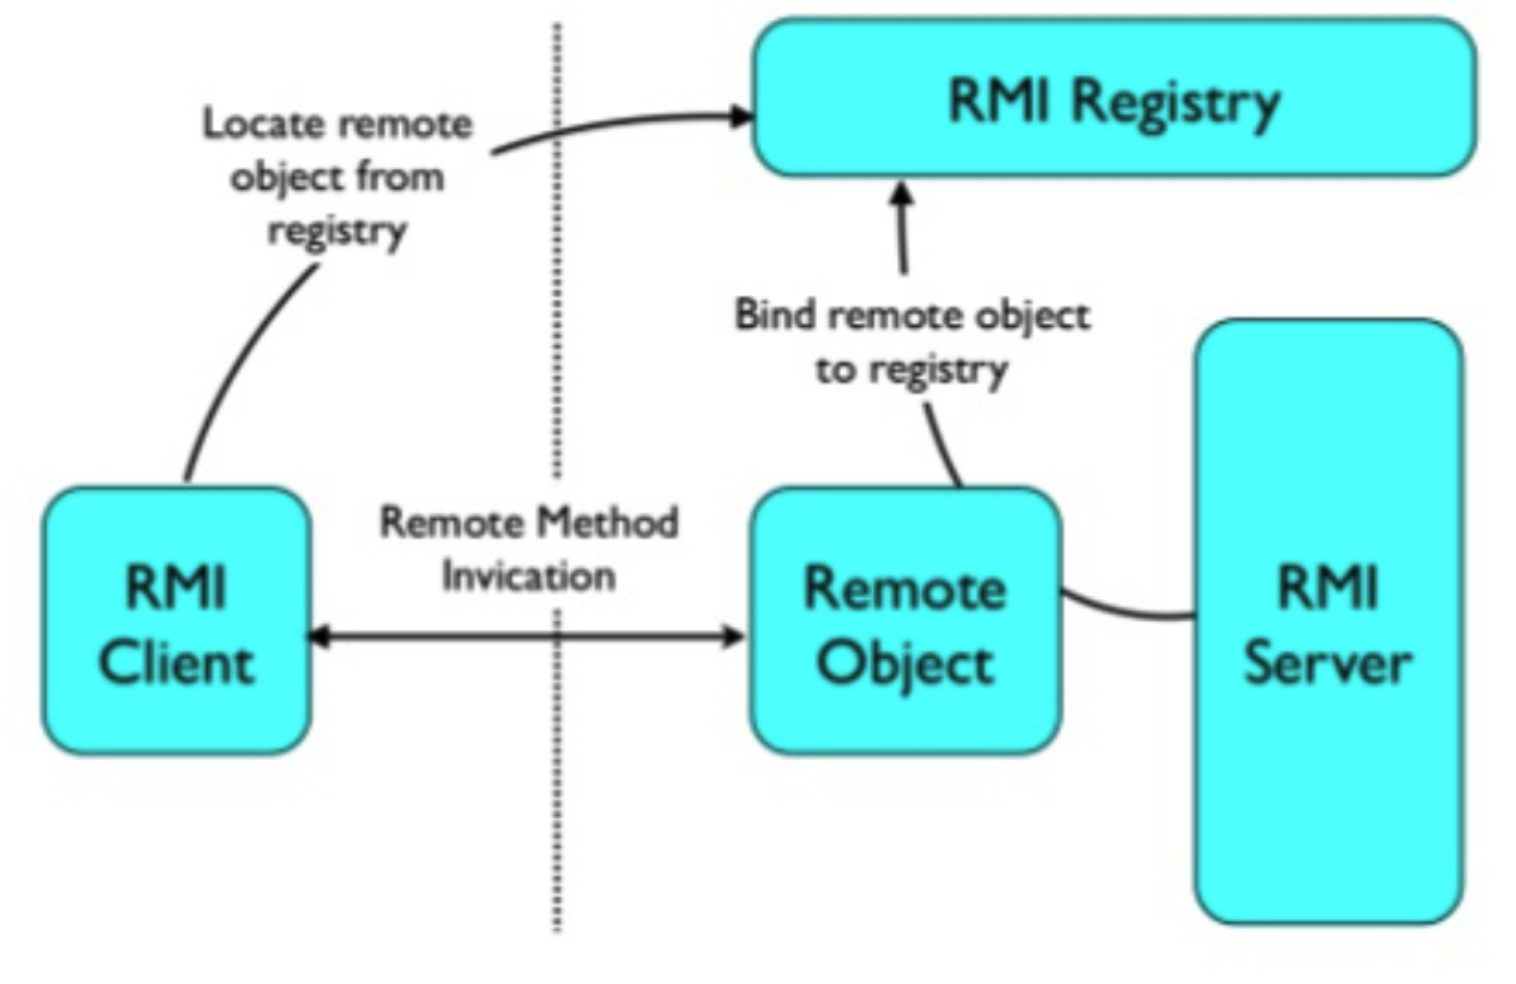 RMI Registry
Locate remote
object from
registry
Bind remote object
to registry
Remote Method
Invication
RMI
Client
Remote
Object
RMI
Server